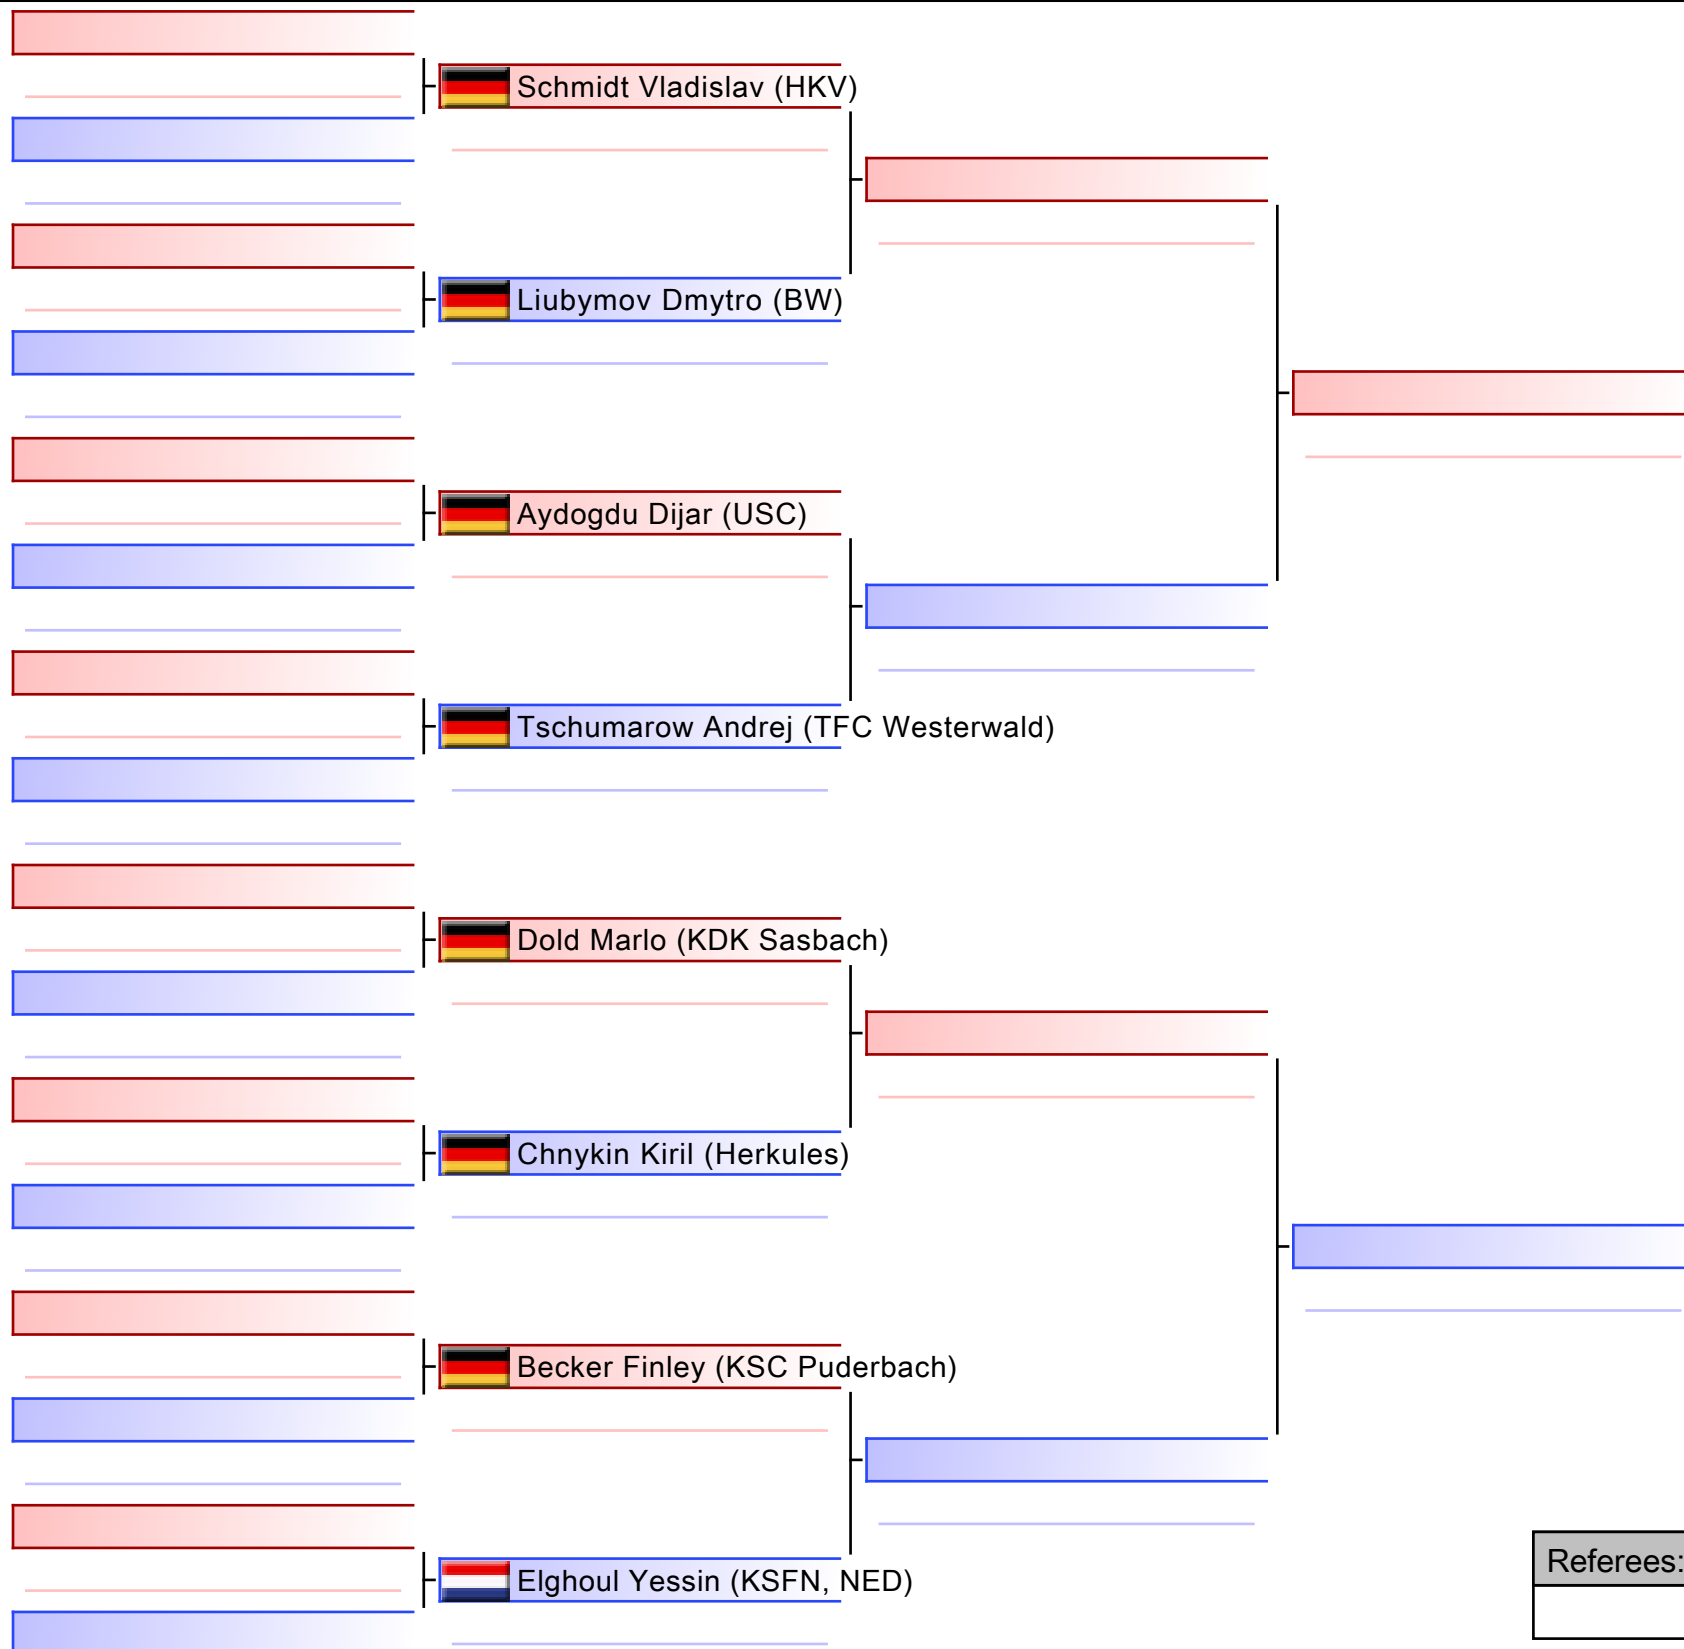 Schmidt Vladislav (HKV)
Liubymov Dmytro (BW)
Aydogdu Dijar (USC)
Tschumarow Andrej (TFC Westerwald)
Dold Marlo (KDK Sasbach)
Chnykin Kiril (Herkules)
Becker Finley (KSC Puderbach)
Elghoul Yessin (KSFN, NED)
Referees: